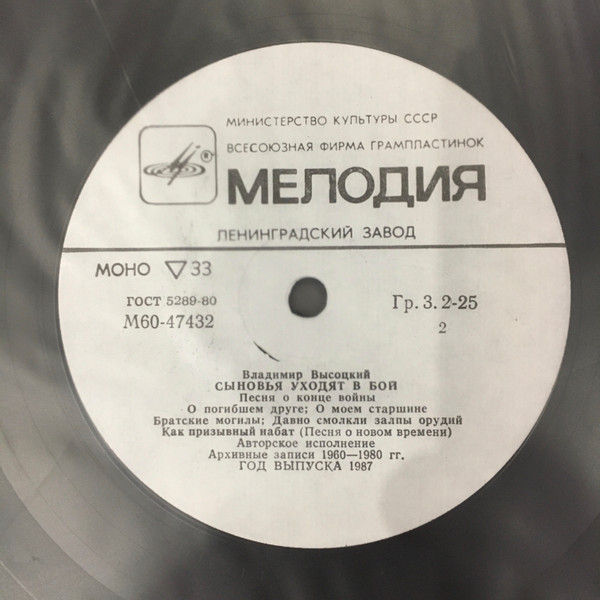 МИНИСТЕРСТВО КУЛЬТУРЫ СССР
ВСЕСОЮЗНАЯ ФИРМА ГРАМПЛАСТИНОК
®
МЕЛОДИЯ
ЛЕНИНГРАДСКИЙ ЗАВОД
МОНО ▽ 33
ГОСТ 5289-80
М60-47432
Гр. 3. 2-25
2
Владимир Высоцкий
СЫНОВЬЯ УХОДЯТ В БОЙ
Песня о конце войны
О погибшем друге; О моем старшине
Братские могилы; Давно смолкли залпы орудий
Как призывный набат (Песня о новом времени)
Авторское исполнение
Архивные записи 1960—1980 гг.
ГОД ВЫПУСКА 1987